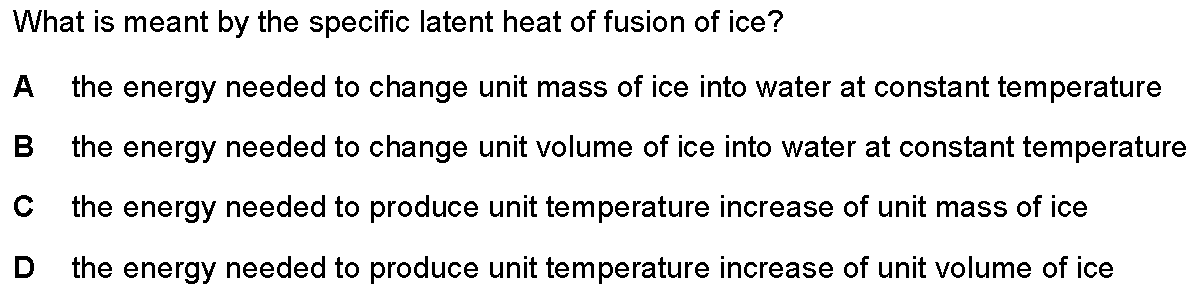 What is meant by the specific latent heat of fusion of ice?
A the energy needed to change unit mass of ice into water at constant temperature
B the energy needed to change unit volume of ice into water at constant temperature
C the energy needed to produce unit temperature increase of unit mass of ice
D the energy needed to produce unit temperature increase of unit volume of ice